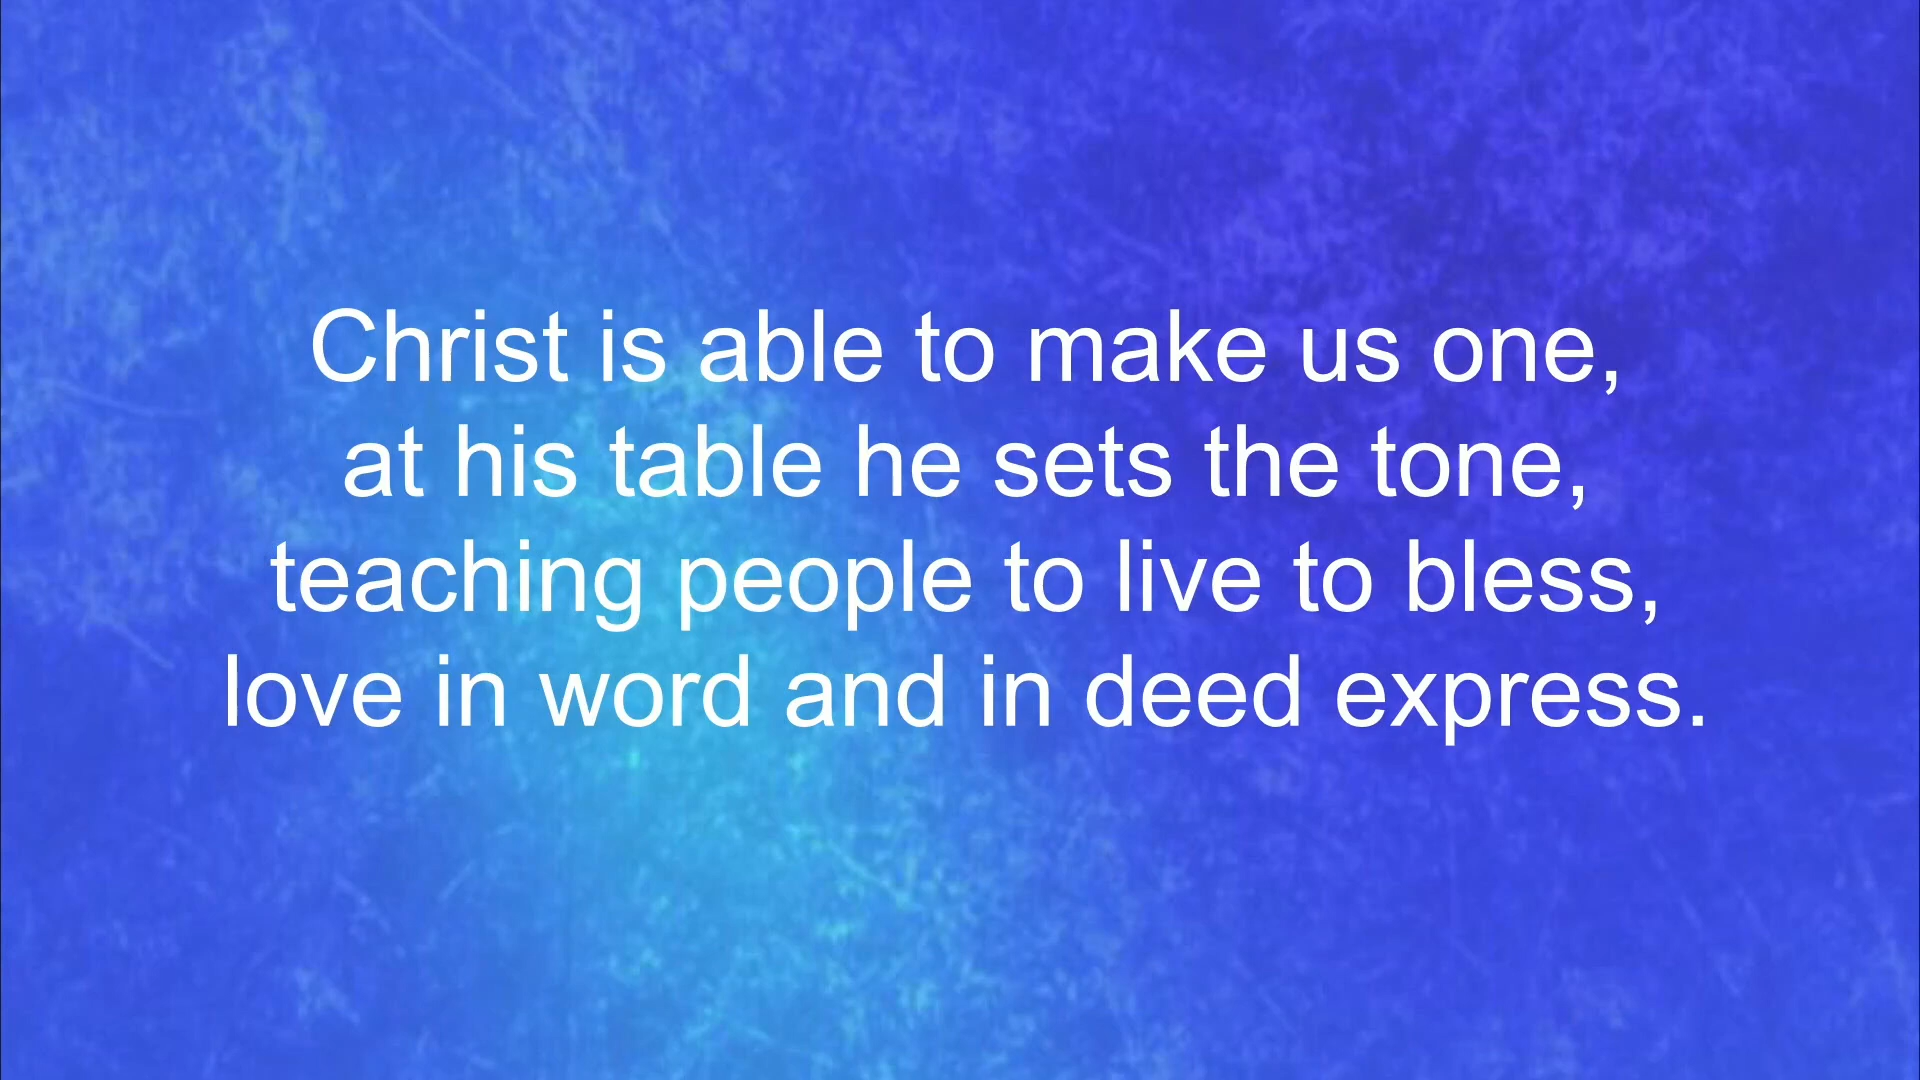 Christ is able to make us one,
at his table he sets the tone,
teaching people to live to bless,
love in word and in deed express.